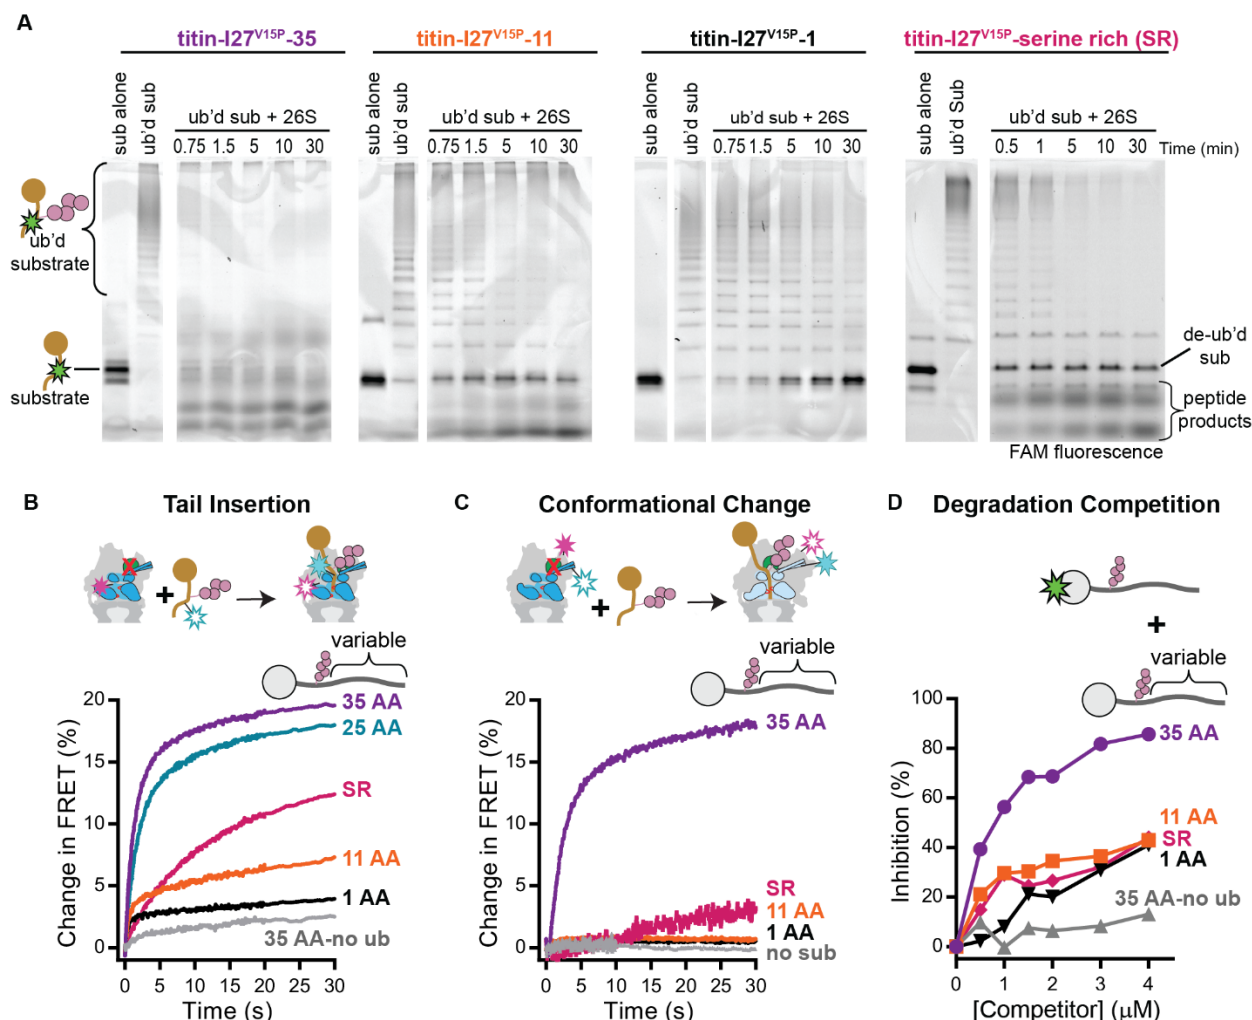 A
titin-I27V15P-35
titin-I27V15P-11
titin-I27V15P-1
titin-I27V15P-serine rich (SR)
sub alone
ub'd sub
ub'd sub + 26S
0.75 1.5 5 10 30
sub alone
ub'd sub
ub'd sub + 26S
0.75 1.5 5 10 30
sub alone
ub'd sub
ub'd sub + 26S
0.75 1.5 5 10 30
sub alone
ub'd Sub
ub'd sub + 26S
0.5 1 5 10 30
Time (min)
ub'd
substrate
substrate
de-ub'd
sub
peptide
products
FAM fluorescence
B
Tail Insertion
variable
Change in FRET (%)
20
15
10
5
0
35 AA
25 AA
SR
11 AA
1 AA
35 AA-no ub
0 5 10 15 20 25 30
Time (s)
C
Conformational Change
variable
Change in FRET (%)
20
15
10
5
0
35 AA
SR
11 AA
1 AA
no sub
0 5 10 15 20 25 30
Time (s)
D
Degradation Competition
variable
Inhibition (%)
100
80
60
40
20
0
35 AA
11 AA
SR
1 AA
35 AA-no ub
0 1 2 3 4
[Competitor] (μM)